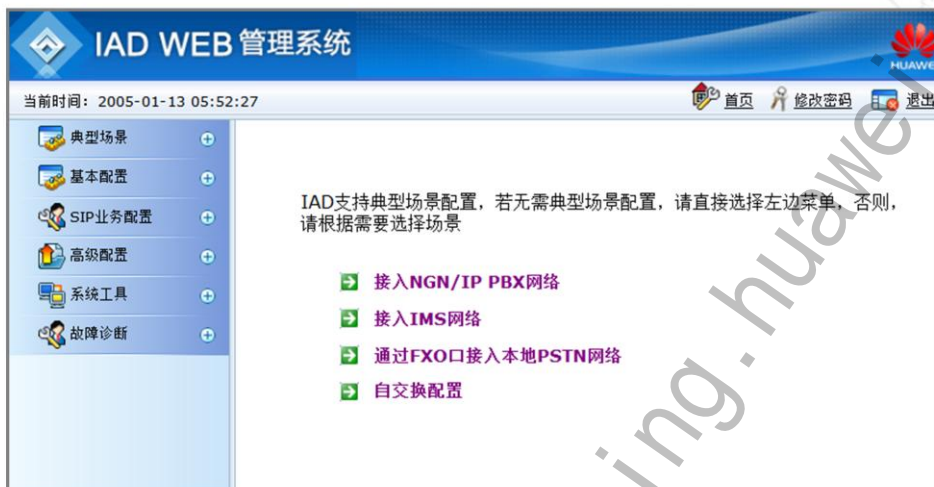 IAD WEB 管理系统
HUAWE
当前时间: 2005-01-13 05:52:27
首页 修改密码 退出
典型场景
基本配置
SIP业务配置
高级配置
系统工具
故障诊断
IAD支持典型场景配置，若无需典型场景配置，请直接选择左边菜单，否则，
请根据需要选择场景
接入NGN/IP PBX网络
接入IMS网络
通过FXO口接入本地PSTN网络
自交换配置
ing.huawei